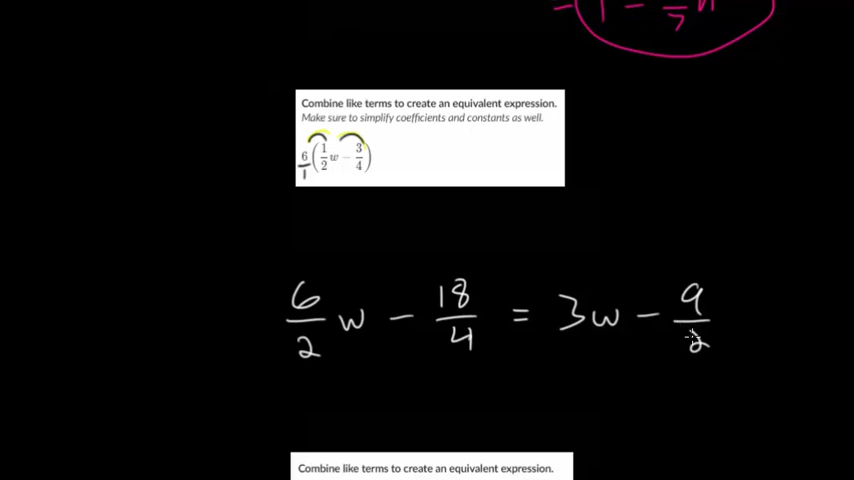 - 1 - n
7
Combine like terms to create an equivalent expression.
Make sure to simplify coefficients and constants as well.
6/1 (1/2 w - 3/4)
6/2 w - 18/4 = 3w - 9/2
Combine like terms to create an equivalent expression.